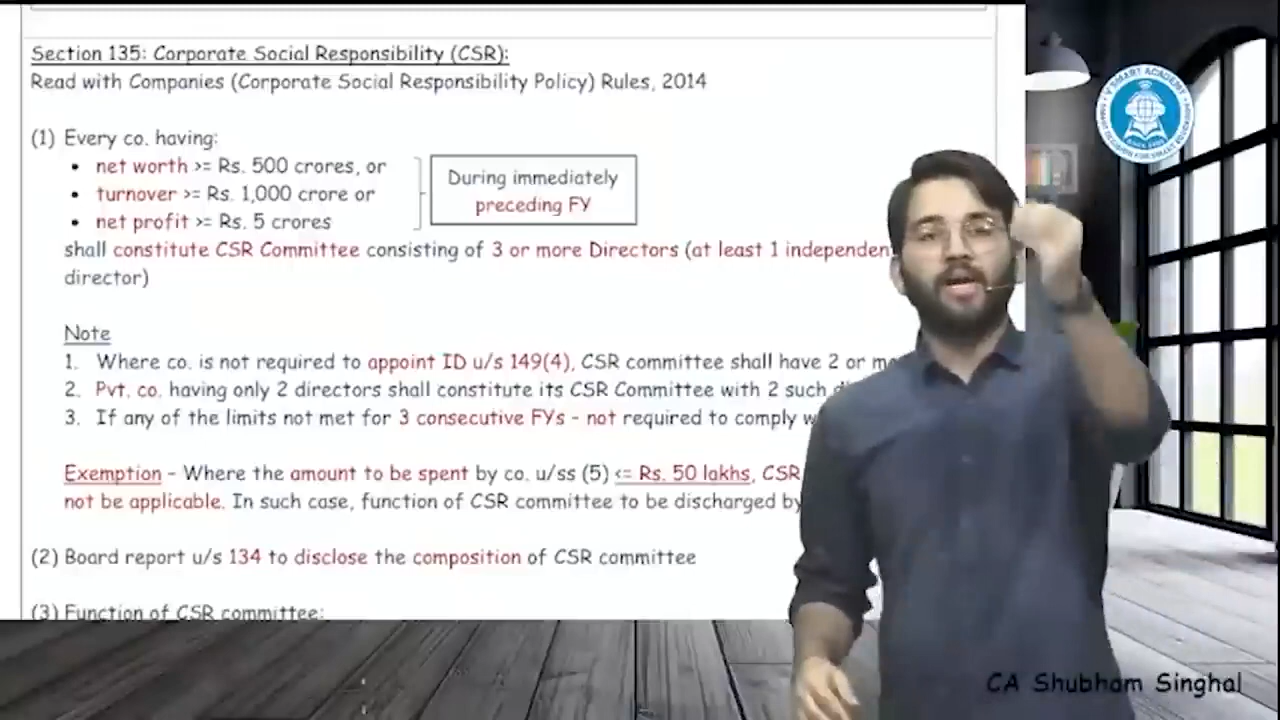 Section 135: Corporate Social Responsibility (CSR):
Read with Companies (Corporate Social Responsibility Policy) Rules, 2014
(1) Every co. having:
• net worth >= Rs. 500 crores, or
• turnover >= Rs. 1,000 crore or
• net profit >= Rs. 5 crores
During immediately
preceding FY
shall constitute CSR Committee consisting of 3 or more Directors (at least 1 independen
director)
Note
1. Where co. is not required to appoint ID u/s 149(4), CSR committee shall have 2 or
2. Pvt. co. having only 2 directors shall constitute its CSR Committee with 2 such
3. If any of the limits not met for 3 consecutive FYs - not required to comply
Exemption - Where the amount to be spent by co. u/ss (5) <= Rs. 50 lakhs, CSR
not be applicable. In such case, function of CSR committee to be discharged by
(2) Board report u/s 134 to disclose the composition of CSR committee
(3) Function of CSR committee:
V SMART ACADEMY
CA Shubham Singhal